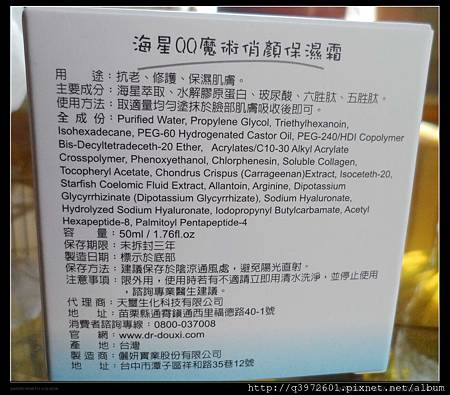 海星QQ魔術俏顏保濕霜
用　　途：抗老、修護、保濕肌膚。
主要成分：海星萃取、水解膠原蛋白、玻尿酸、六胜肽、五胜肽。
使用方法：取適量均勻塗抹於臉部肌膚吸收後即可。
全 成 份：Purified Water, Propylene Glycol, Triethylhexanoin,
Isohexadecane, PEG-60 Hydrogenated Castor Oil, PEG-240/HDI Copolymer
Bis-Decyltetradeceth-20 Ether, Acrylates/C10-30 Alkyl Acrylate
Crosspolymer, Phenoxyethanol, Chlorphenesin, Soluble Collagen,
Tocopheryl Acetate, Chondrus Crispus (Carrageenan)Extract, Isoceteth-20,
Starfish Coelomic Fluid Extract, Allantoin, Arginine, Dipotassium
Glycyrrhizinate (Dipotassium Glycyrrhizate), Sodium Hyaluronate,
Hydrolyzed Sodium Hyaluronate, Iodopropynyl Butylcarbamate, Acetyl
Hexapeptide-8, Palmitoyl Pentapeptide-4
容　　量：50ml / 1.76fl.oz
保存期限：未拆封三年
製造日期：標示於底部
保存方法：建議保存於陰涼通風處，避免陽光直射。
注意事項：限外用，使用時若有不適請立即用清水洗淨，並停止使用
，諮詢專業醫生建議。
代 理 商：天璽生化科技有限公司
地　　址：苗栗縣通霄鎮通西里福德路40-1號
消費者諮詢專線：0800-037008
官　　網：www.dr-douxi.com
產　　地：台灣
製 造 商：儷妍實業股份有限公司
地　　址：台中市潭子區祥和路35巷12號
http://q3972601.pixnet.net/album